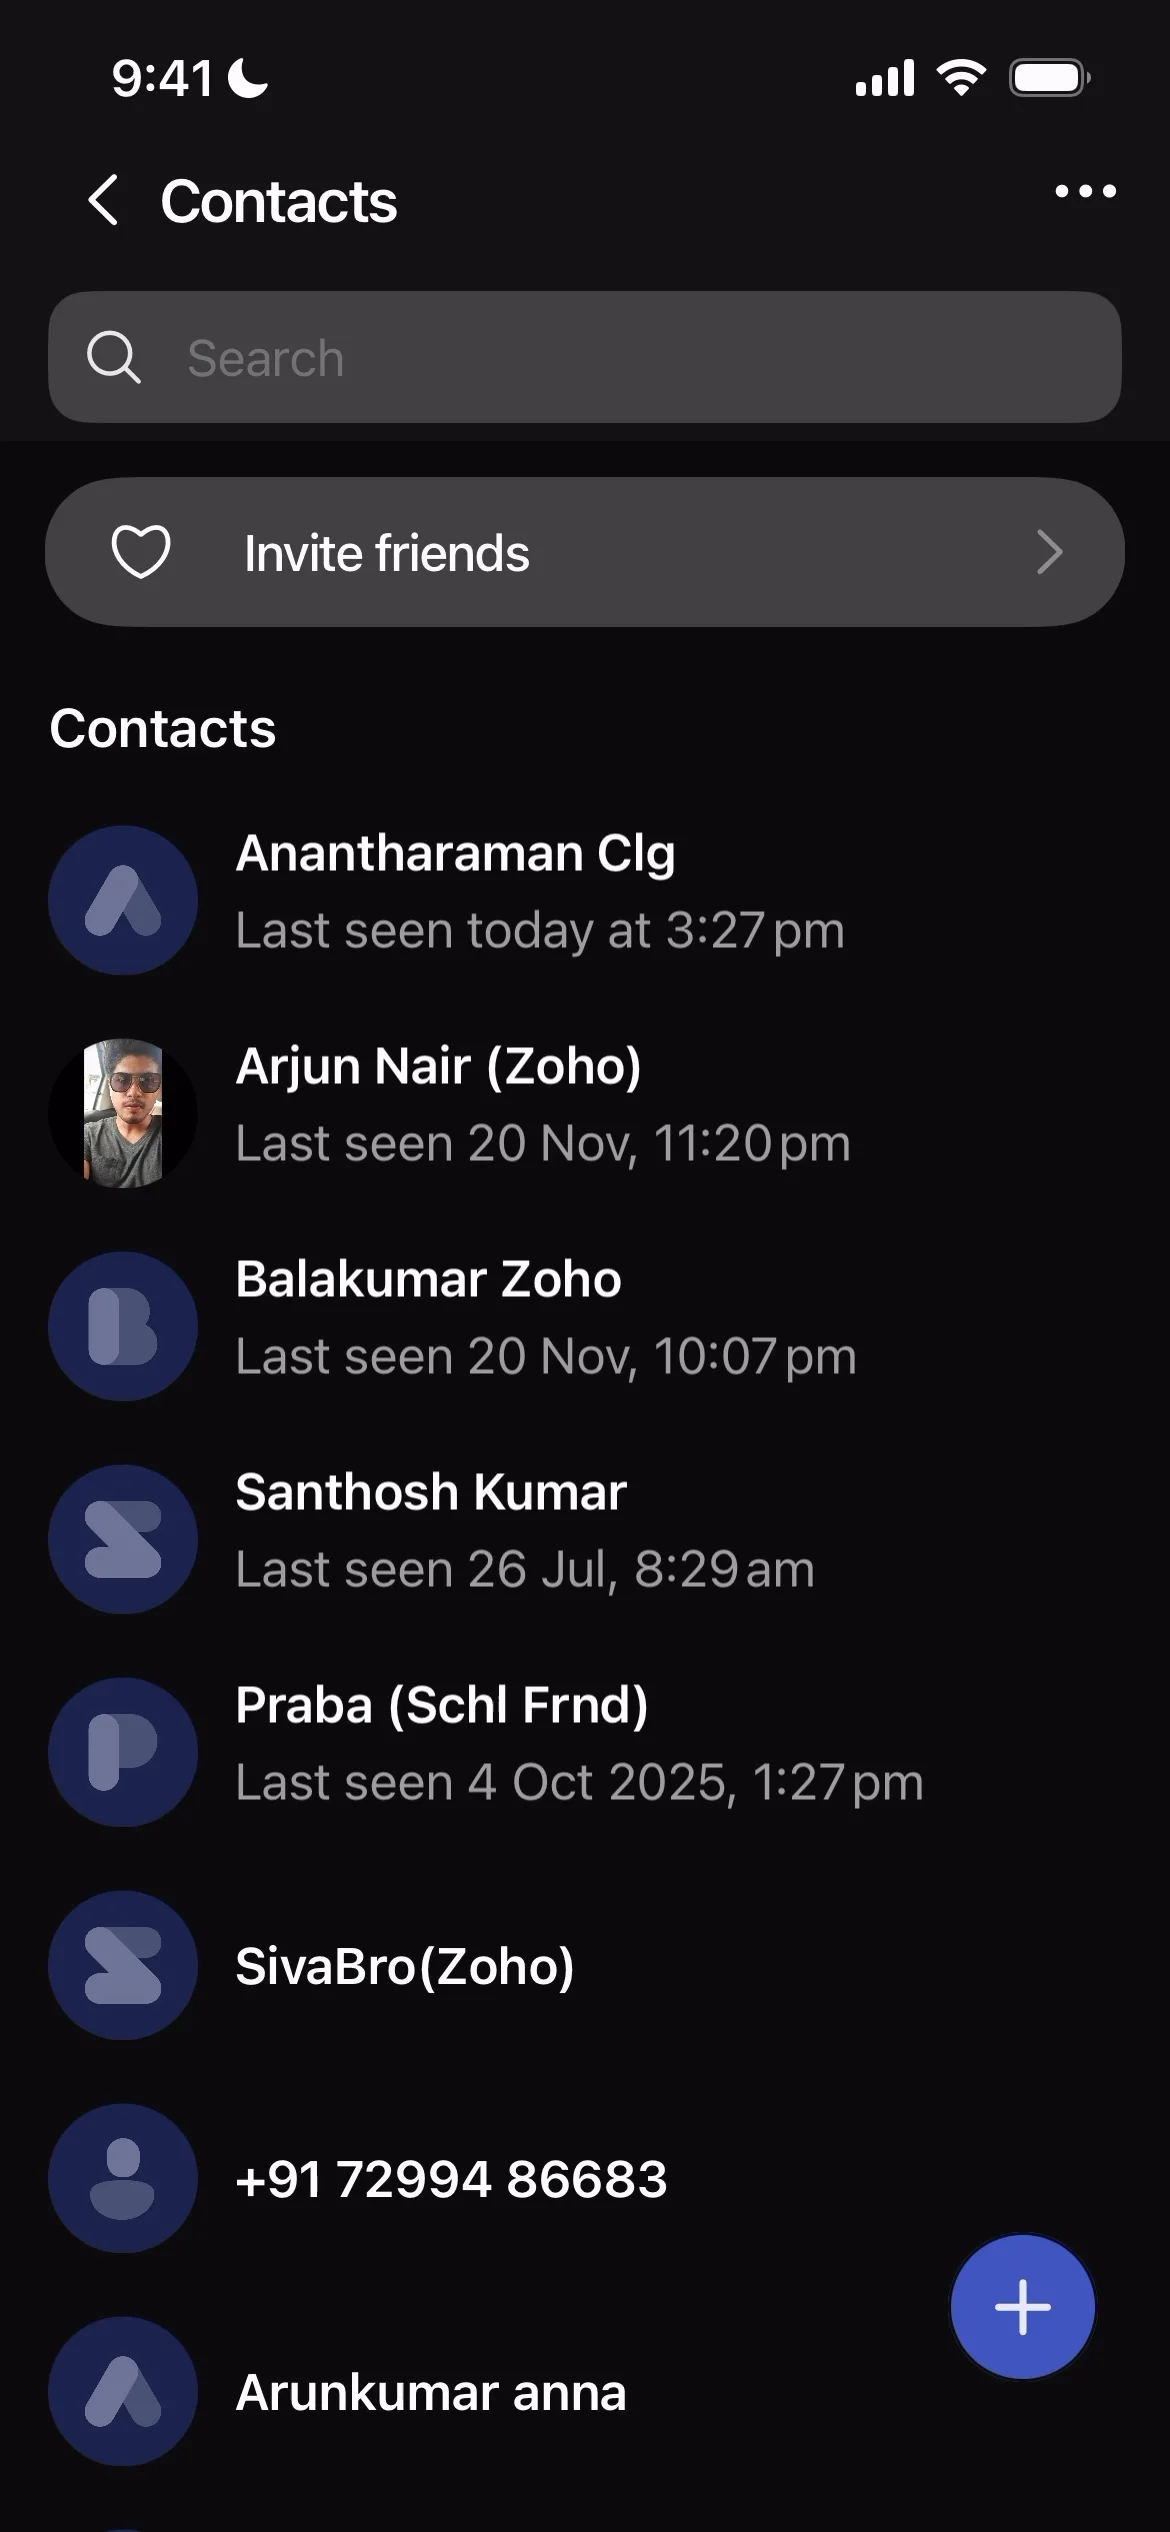 9:41
Contacts
Search
Invite friends
Contacts
Anantharaman Clg
Last seen today at 3:27 pm
Arjun Nair (Zoho)
Last seen 20 Nov, 11:20 pm
Balakumar Zoho
Last seen 20 Nov, 10:07 pm
Santhosh Kumar
Last seen 26 Jul, 8:29 am
Praba (Schl Frnd)
Last seen 4 Oct 2025, 1:27 pm
SivaBro(Zoho)
+91 72994 86683
Arunkumar anna